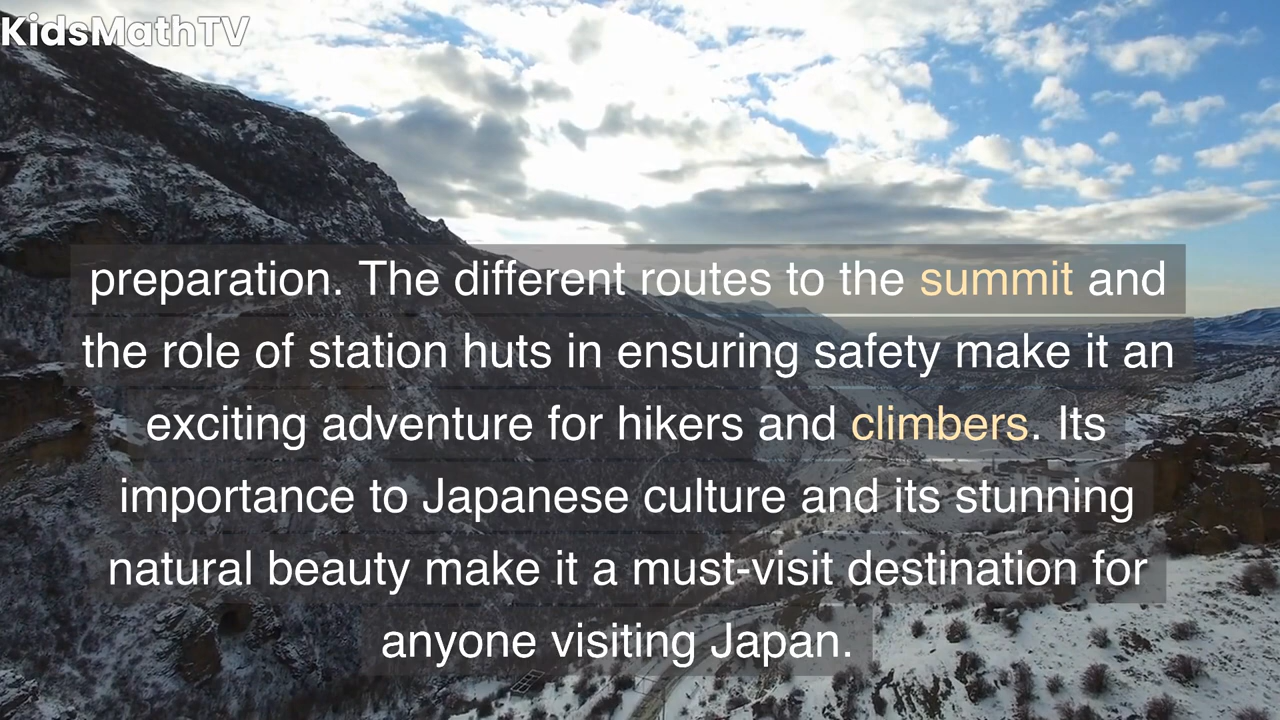 KidsMathTV
preparation. The different routes to the summit and
the role of station huts in ensuring safety make it an
exciting adventure for hikers and climbers. Its
importance to Japanese culture and its stunning
natural beauty make it a must-visit destination for
anyone visiting Japan.